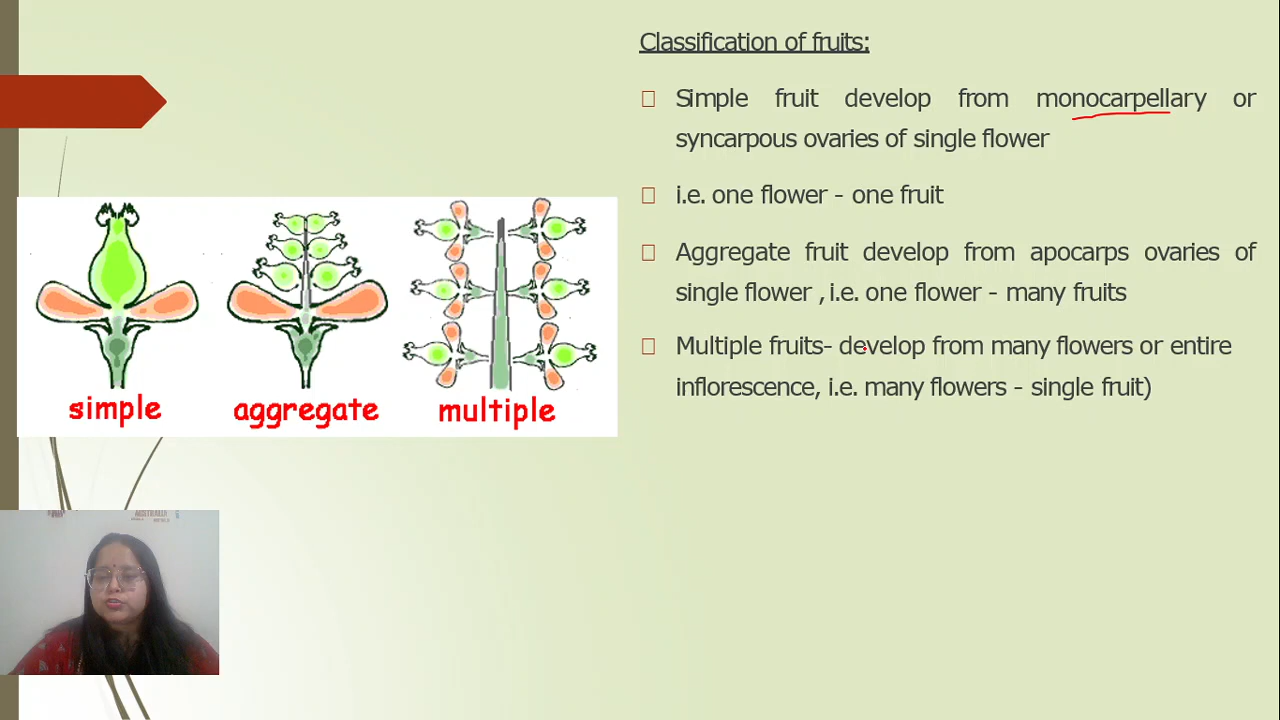 Classification of fruits:
Simple fruit develop from monocarpellary or
syncarpous ovaries of single flower
i.e. one flower - one fruit
Aggregate fruit develop from apocarps ovaries of
single flower , i.e. one flower - many fruits
Multiple fruits- develop from many flowers or entire
inflorescence, i.e. many flowers - single fruit)
simple
aggregate
multiple